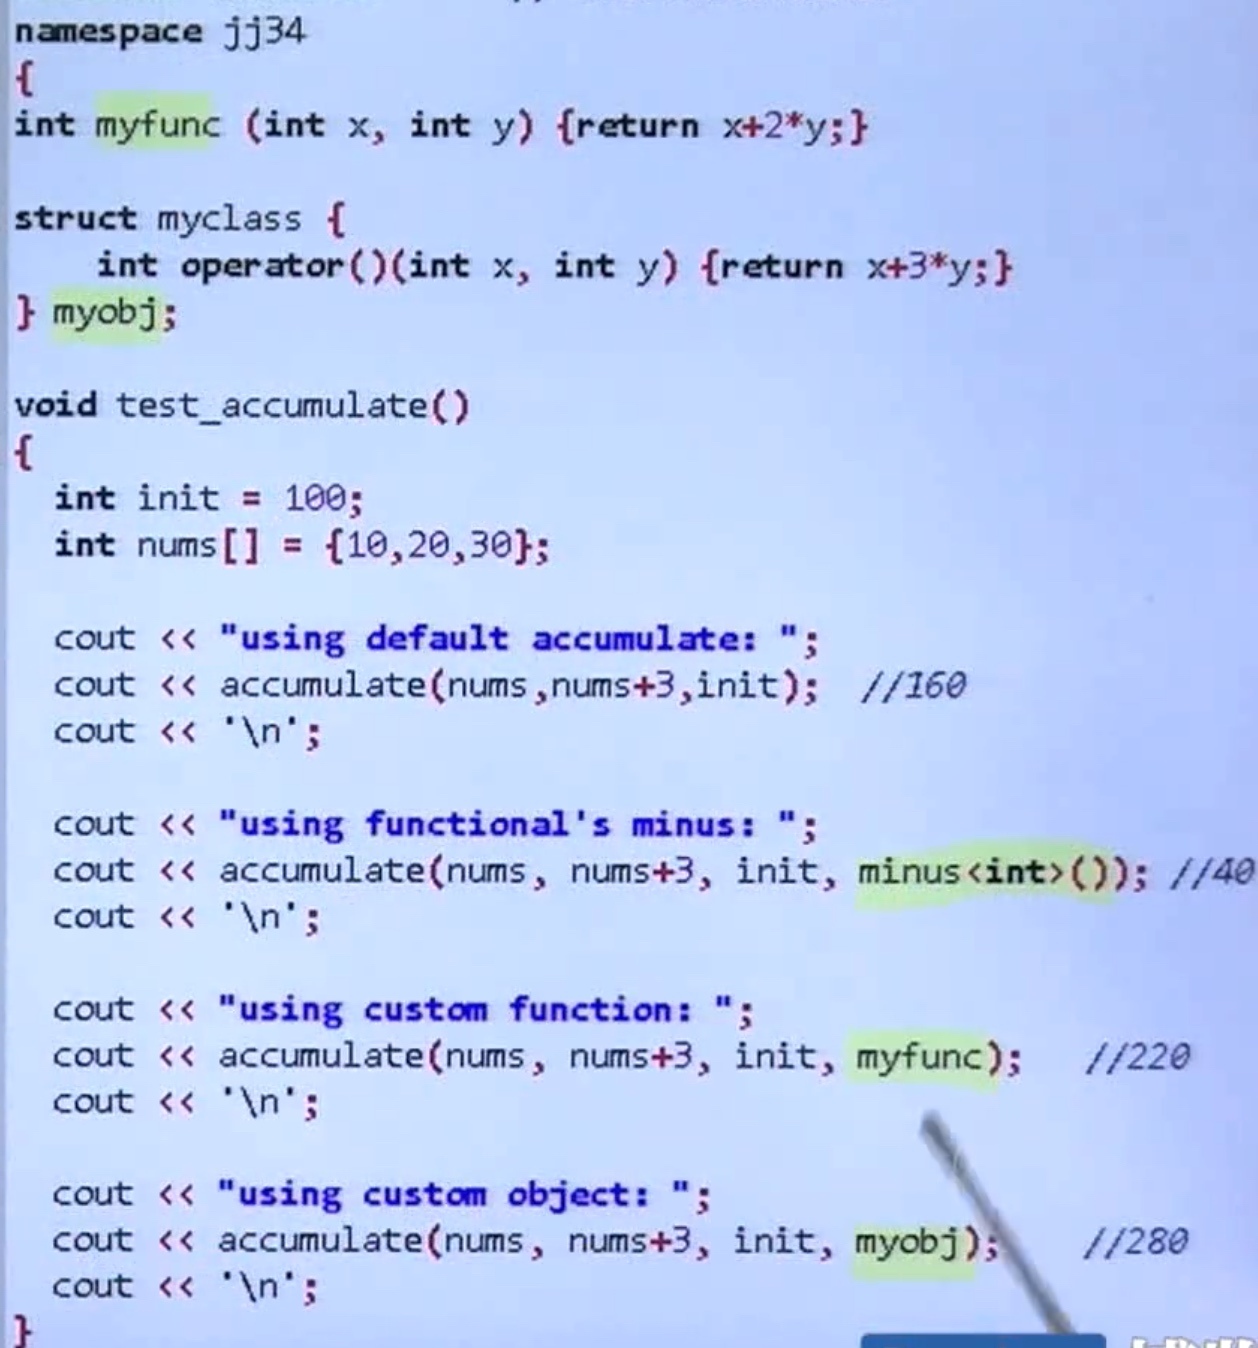 namespace jj34
{
int myfunc (int x, int y) {return x+2*y;}
struct myclass {
    int operator()(int x, int y) {return x+3*y;}
} myobj;
void test_accumulate()
{
  int init = 100;
  int nums[] = {10,20,30};
  cout << "using default accumulate: ";
  cout << accumulate(nums,nums+3,init);  //160
  cout << '\n';
  cout << "using functional's minus: ";
  cout << accumulate(nums, nums+3, init, minus<int>()); //40
  cout << '\n';
  cout << "using custom function: ";
  cout << accumulate(nums, nums+3, init, myfunc);   //220
  cout << '\n';
  cout << "using custom object: ";
  cout << accumulate(nums, nums+3, init, myobj);    //280
  cout << '\n';
}